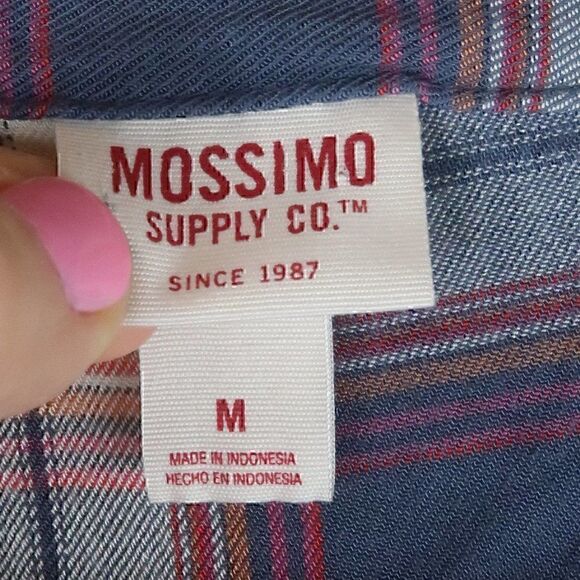 MOSSIMO
SUPPLY CO.™
SINCE 1987
M
MADE IN INDONESIA
HECHO EN INDONESIA